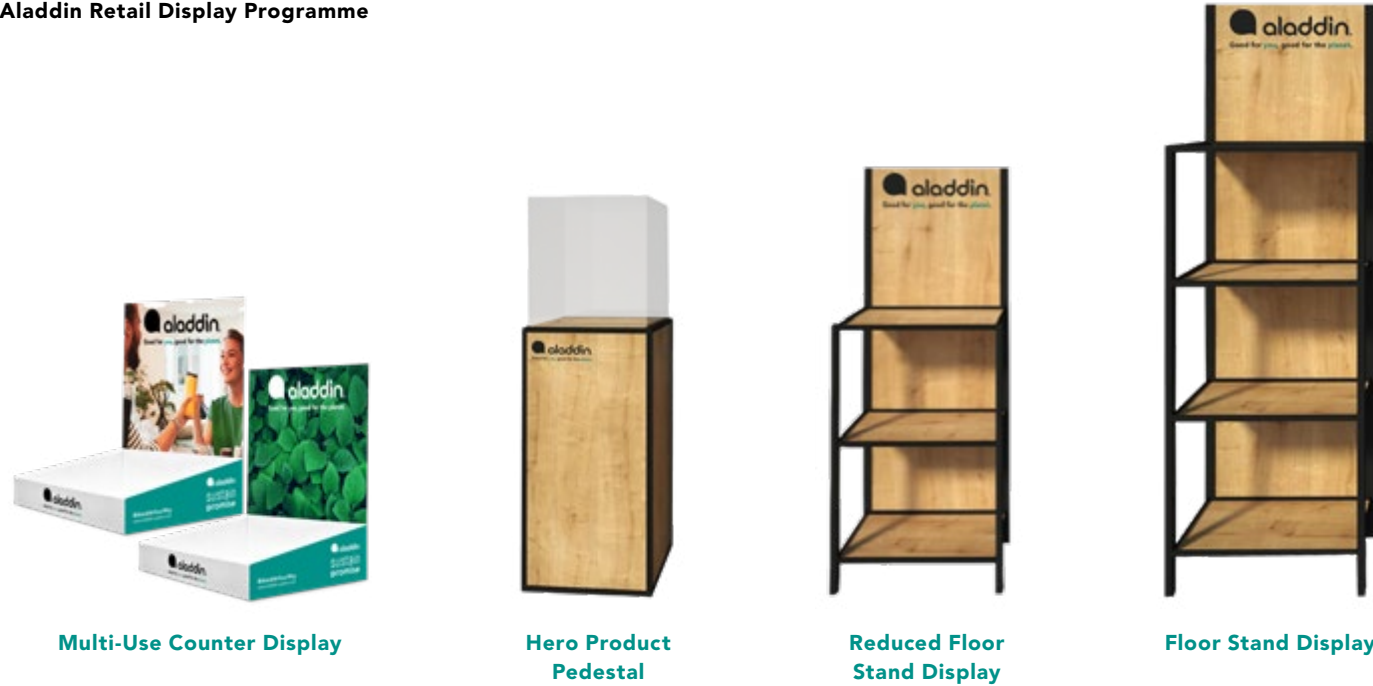 Aladdin Retail Display Programme
aladdin
Good for you, good for the planet.
aladdin
Good for you, good for the planet.
aladdin
Good for you, good for the planet.
aladdin
Good for you, good for the planet.
aladdin
aladdin
aladdin
aladdin
sustain
promise
aladdin
aladdin
sustain
promise
Multi-Use Counter Display
Hero Product
Pedestal
Reduced Floor
Stand Display
Floor Stand Display